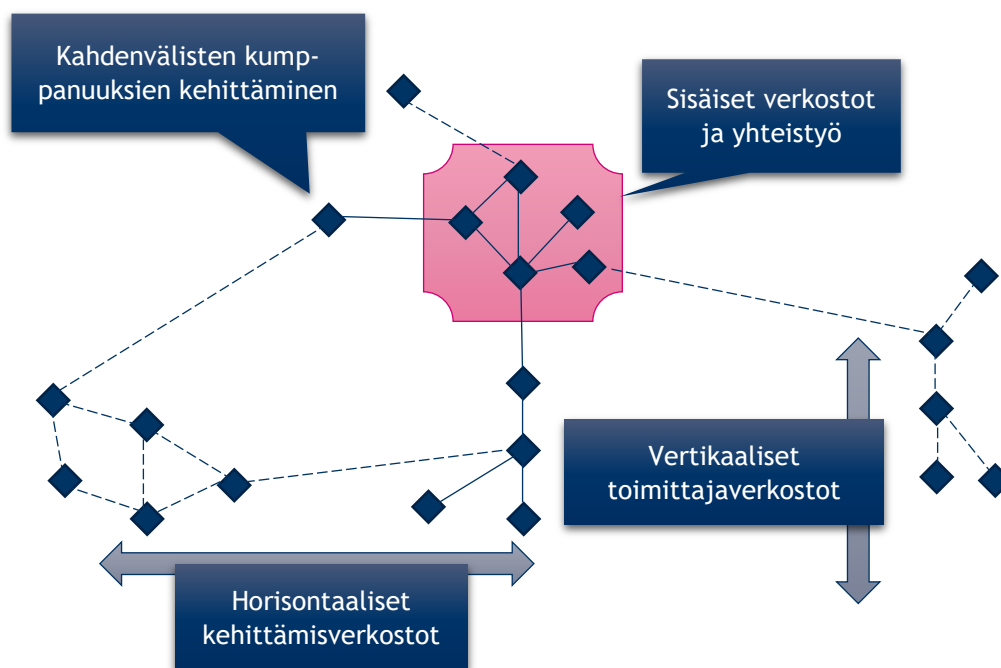 Kahdenvälisten kump-
panuuksien kehittäminen
Sisäiset verkostot
ja yhteistyö
Vertikaaliset
toimittajaverkostot
Horisontaaliset
kehittämisverkostot